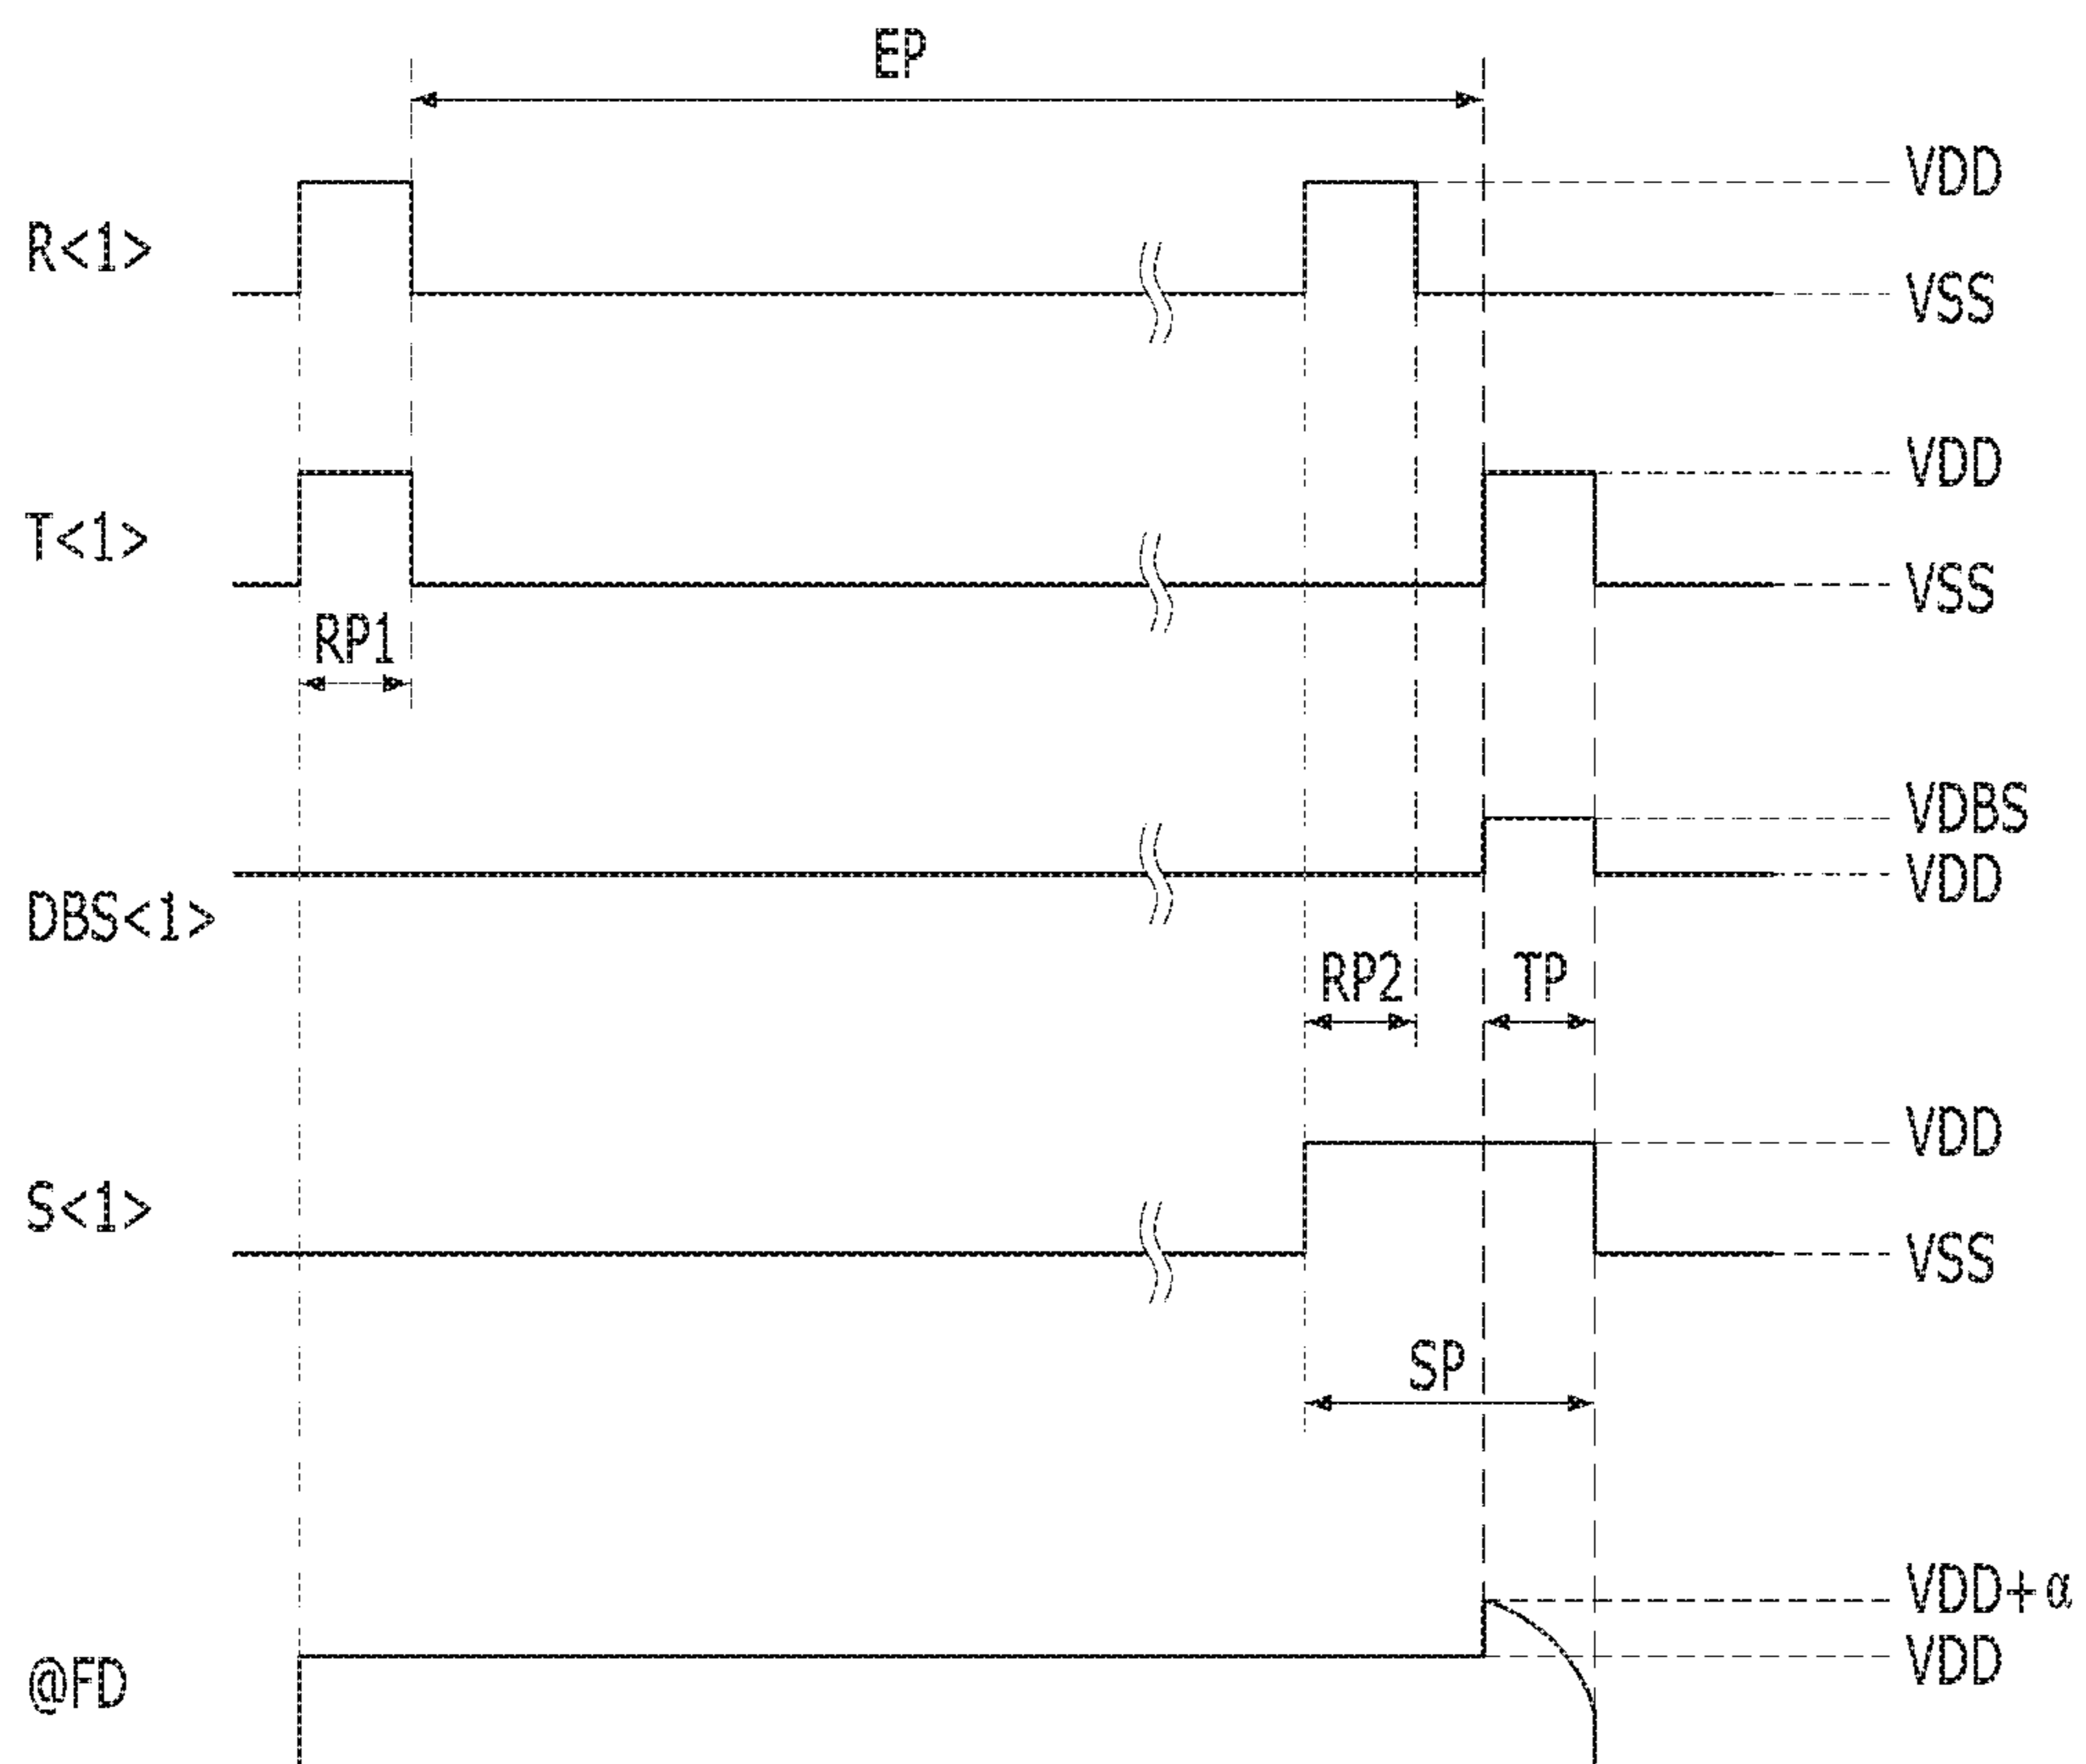 EP
VDD
R<1>
VSS
VDD
T<1>
VSS
RP1
VDBS
VDD
DBS<1>
RP2
TP
VDD
S<1>
VSS
SP
VDD+α
VDD
@FD